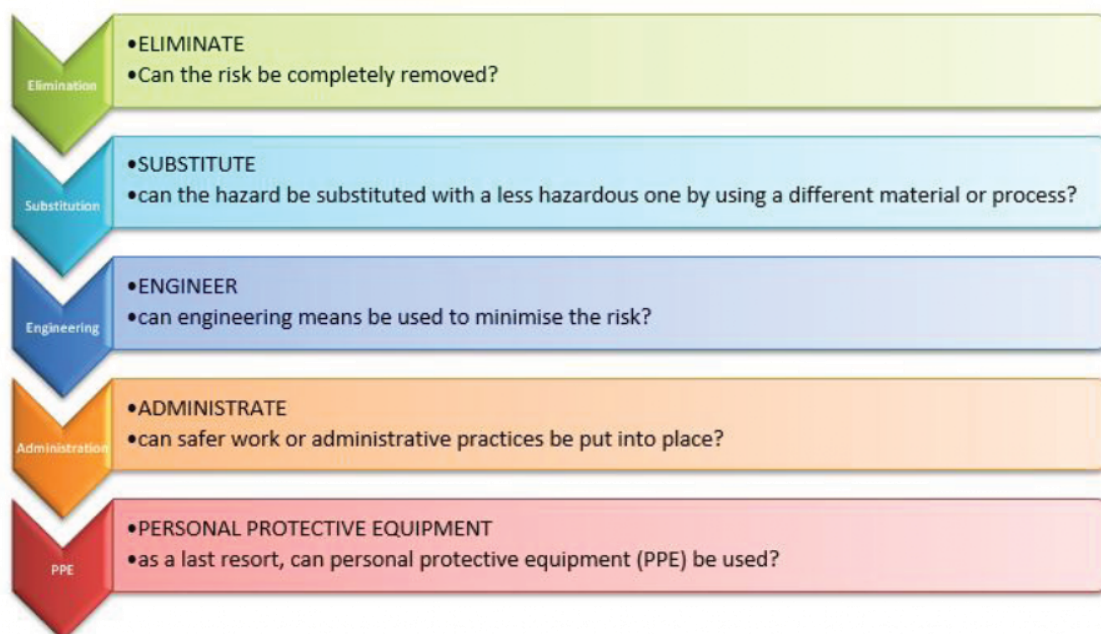 Elimination
•ELIMINATE
•Can the risk be completely removed?
Substitution
•SUBSTITUTE
•can the hazard be substituted with a less hazardous one by using a different material or process?
Engineering
•ENGINEER
•can engineering means be used to minimise the risk?
Administration
•ADMINISTRATE
•can safer work or administrative practices be put into place?
PPE
•PERSONAL PROTECTIVE EQUIPMENT
•as a last resort, can personal protective equipment (PPE) be used?